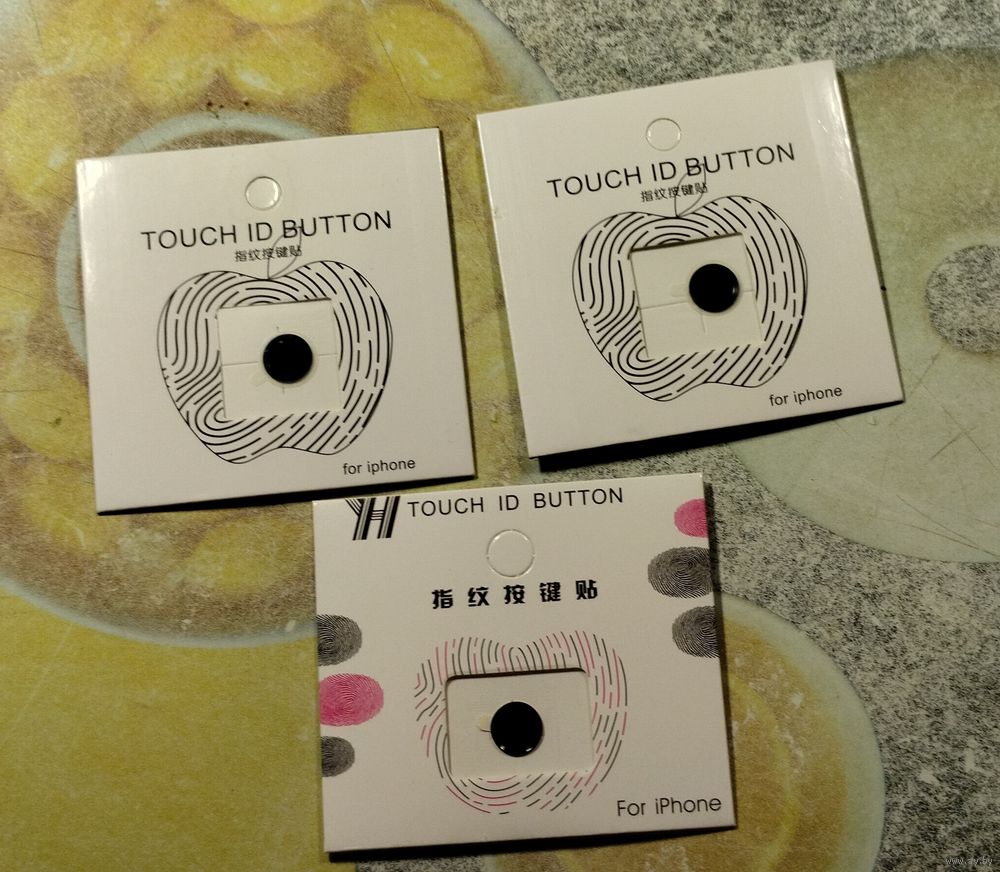 TOUCH ID BUTTON
指纹按键贴
for iphone
TOUCH ID BUTTON
指纹按键贴
for iphone
YH TOUCH ID BUTTON
指纹按键贴
For iPhone